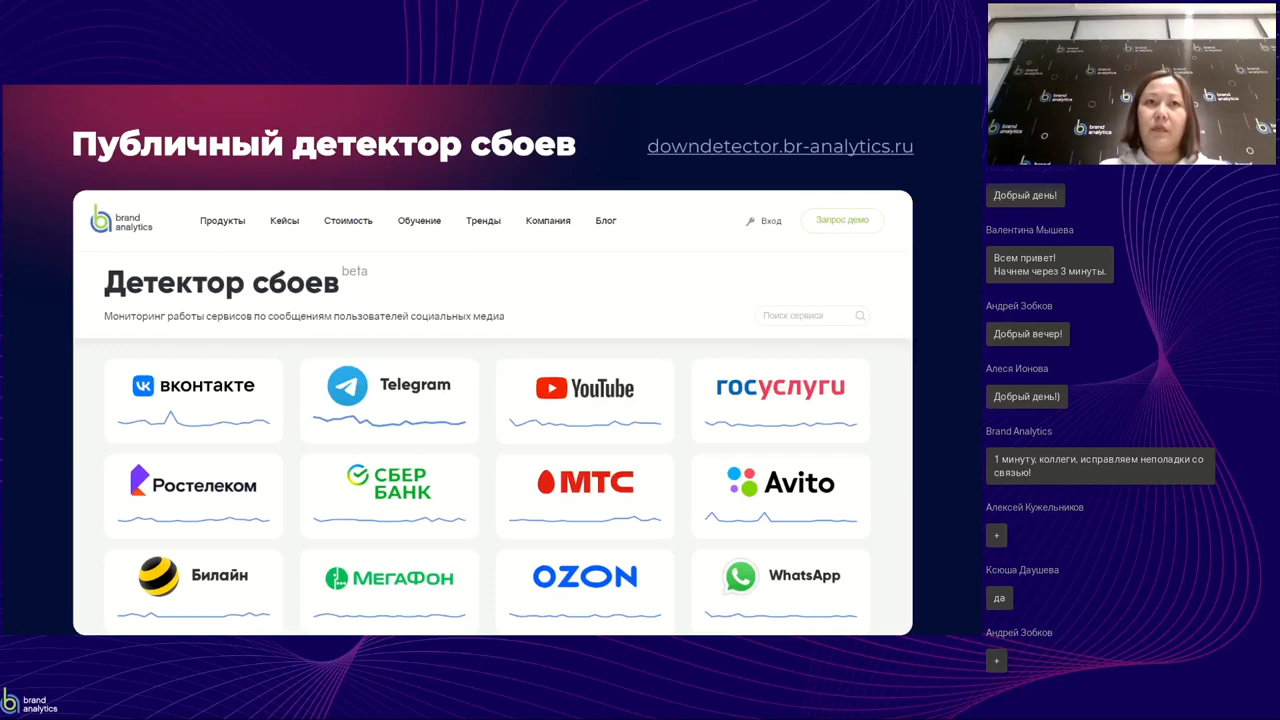 Публичный детектор сбоев
downdetector.br-analytics.ru
brand
analytics
Продукты
Кейсы
Стоимость
Обучение
Тренды
Компания
Блог
Вход
Запрос демо
Детектор сбоев beta
Мониторинг работы сервисов по сообщениям пользователей социальных медиа
Поиск сервиса
вконтакте
Telegram
YouTube
госуслуги
Ростелеком
СБЕР
БАНК
МТС
Avito
Билайн
МЕГАФОН
OZON
WhatsApp
brand
analytics
brand
analytics
Добрый день!
Валентина Мышева
Всем привет!
Начнем через 3 минуты.
Андрей Зобков
Добрый вечер!
Алеся Ионова
Добрый день!)
Brand Analytics
1 минуту, коллеги, исправляем неполадки со
связью!
Алексей Кужельников
+
Ксюша Даушева
да
Андрей Зобков
+